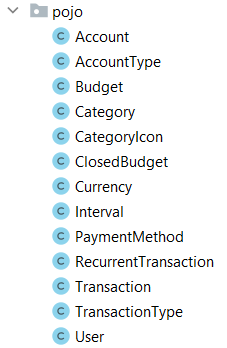 pojo
C Account
C AccountType
C Budget
C Category
C CategoryIcon
C ClosedBudget
C Currency
C Interval
C PaymentMethod
C RecurrentTransaction
C Transaction
C TransactionType
C User